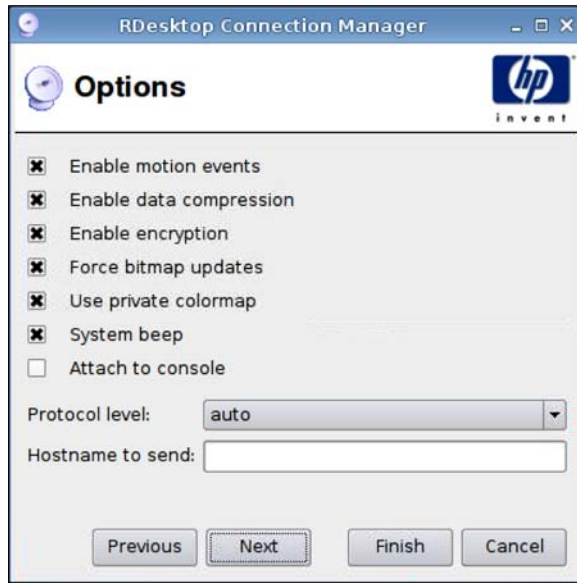 RDesktop Connection Manager
Options
hp
invent
Enable motion events
Enable data compression
Enable encryption
Force bitmap updates
Use private colormap
System beep
Attach to console
Protocol level: auto
Hostname to send:
Previous Next Finish Cancel